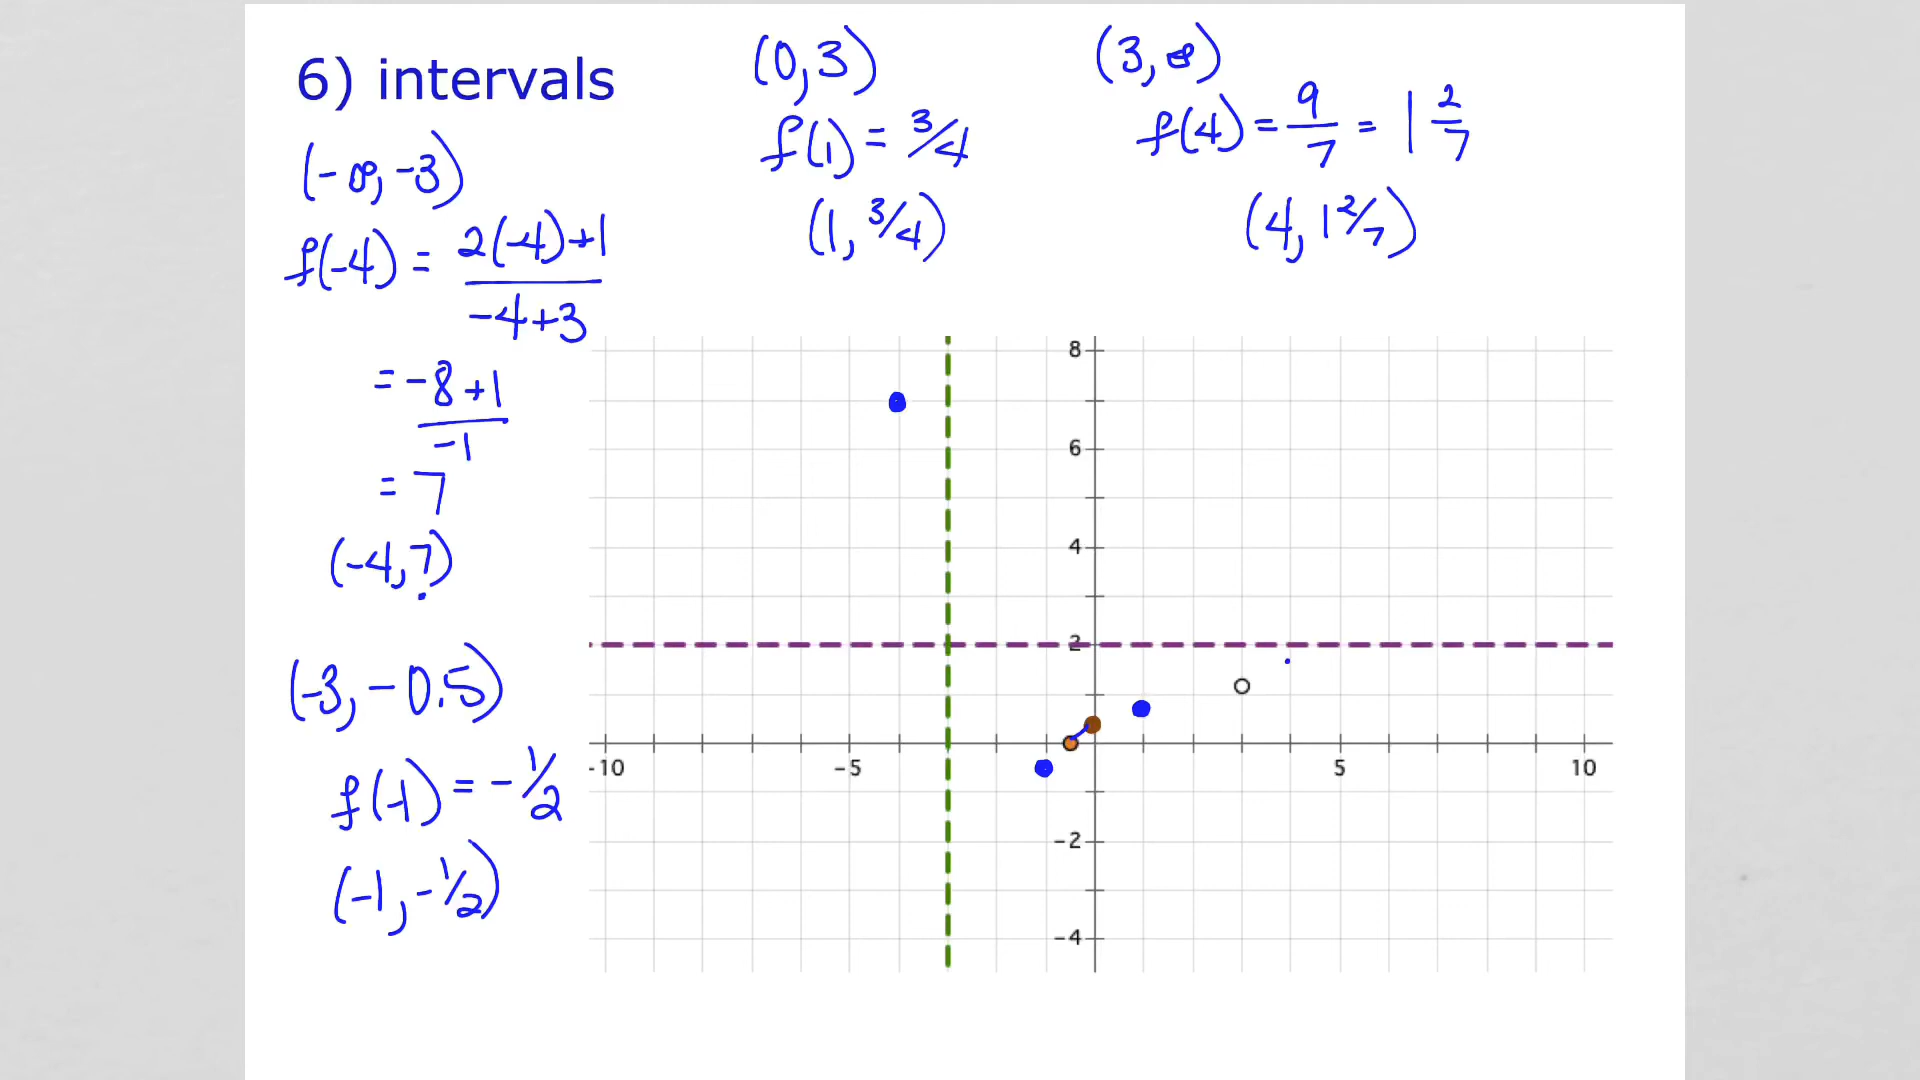 6) intervals
(-∞, -3)
f(-4) = 2(-4)+1 / -4+3
= -8+1 / -1
= 7
(-4, 7)
(-3, -0.5)
f(-1) = -1/2
(-1, -1/2)
(0, 3)
f(1) = 3/4
(1, 3/4)
(3, ∞)
f(4) = 9/7 = 1 2/7
(4, 1 2/7)
8
6
4
2
-10 -5 5 10
-2
-4